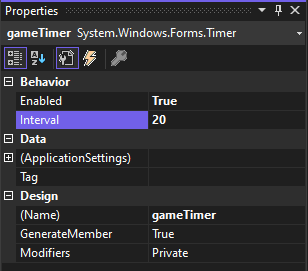 Properties
gameTimer System.Windows.Forms.Timer
Behavior
Enabled True
Interval 20
Data
(ApplicationSettings)
Tag
Design
(Name) gameTimer
GenerateMember True
Modifiers Private